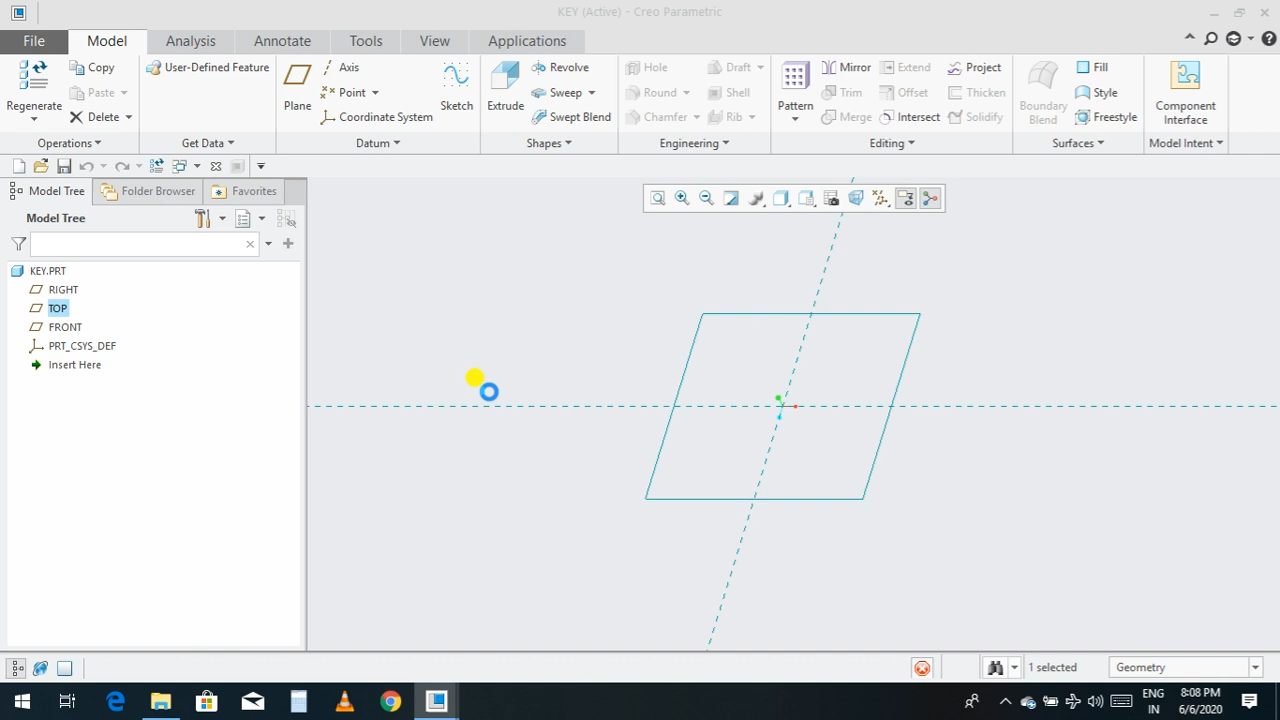 KEY (Active) - Creo Parametric
File Model Analysis Annotate Tools View Applications
Regenerate
Copy
Paste
Delete
Operations
User-Defined Feature
Get Data
Plane
Axis
Point
Coordinate System
Sketch
Datum
Extrude
Revolve
Sweep
Swept Blend
Shapes
Hole
Round
Chamfer
Draft
Shell
Rib
Engineering
Pattern
Mirror
Trim
Merge
Extend
Offset
Intersect
Project
Thicken
Solidify
Editing
Boundary
Blend
Fill
Style
Freestyle
Surfaces
Component
Interface
Model Intent
Model Tree Folder Browser Favorites
Model Tree
KEY.PRT
RIGHT
TOP
FRONT
PRT_CSYS_DEF
Insert Here
1 selected
Geometry
ENG
IN
8:08 PM
6/6/2020